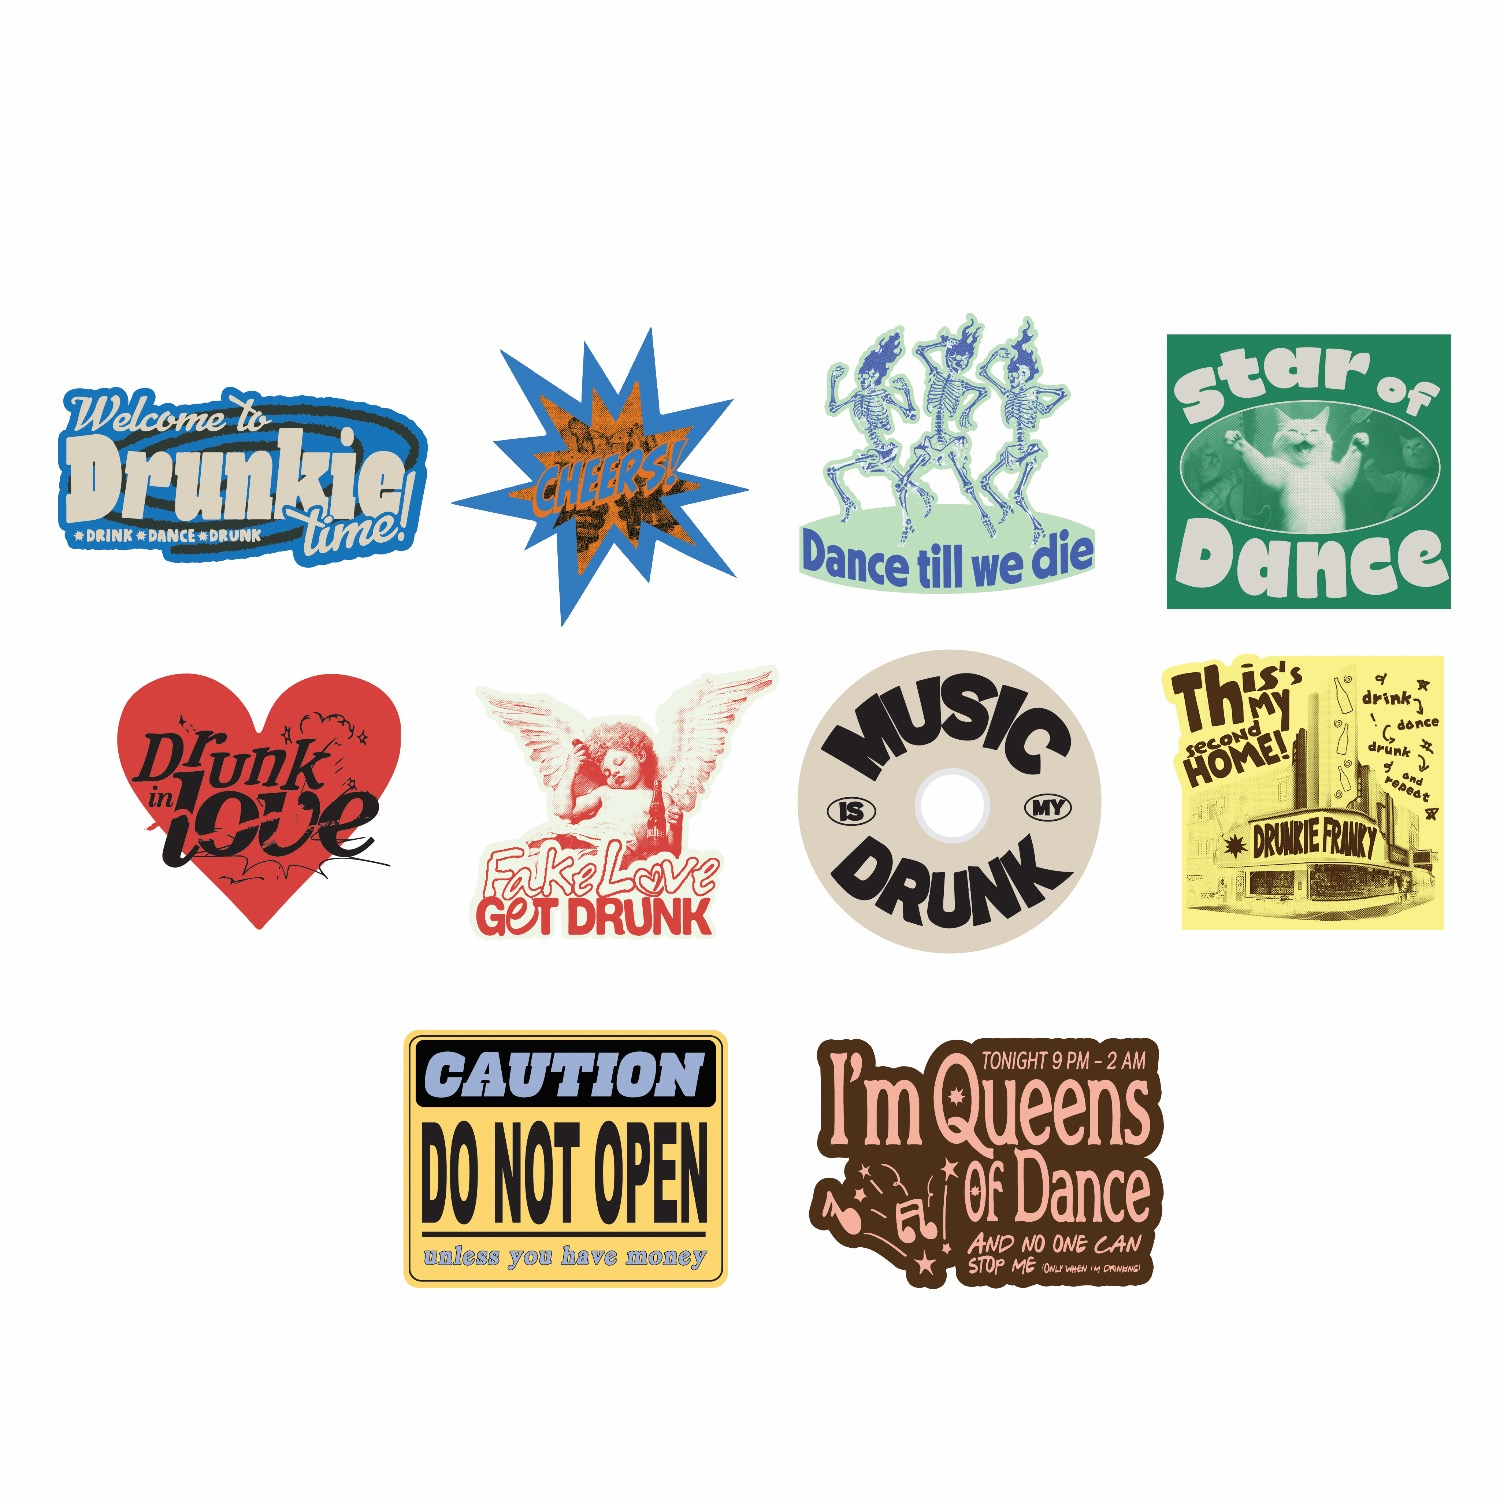 Welcome to
Drunkie
time!
DRINK DANCE DRUNK
CHEERS!
Dance till we die
Star of
Dance
Drunk
in love
Fake Love
GET DRUNK
MUSIC
IS MY
DRUNK
This's
MY
second
HOME!
drink
dance
drunk
and
repeat
DRUNKIE FRANKY
CAUTION
DO NOT OPEN
unless you have money
TONIGHT 9 PM - 2 AM
I'm Queens
Of Dance
AND NO ONE CAN
STOP ME (ONLY WHEN I'M DRINKING)